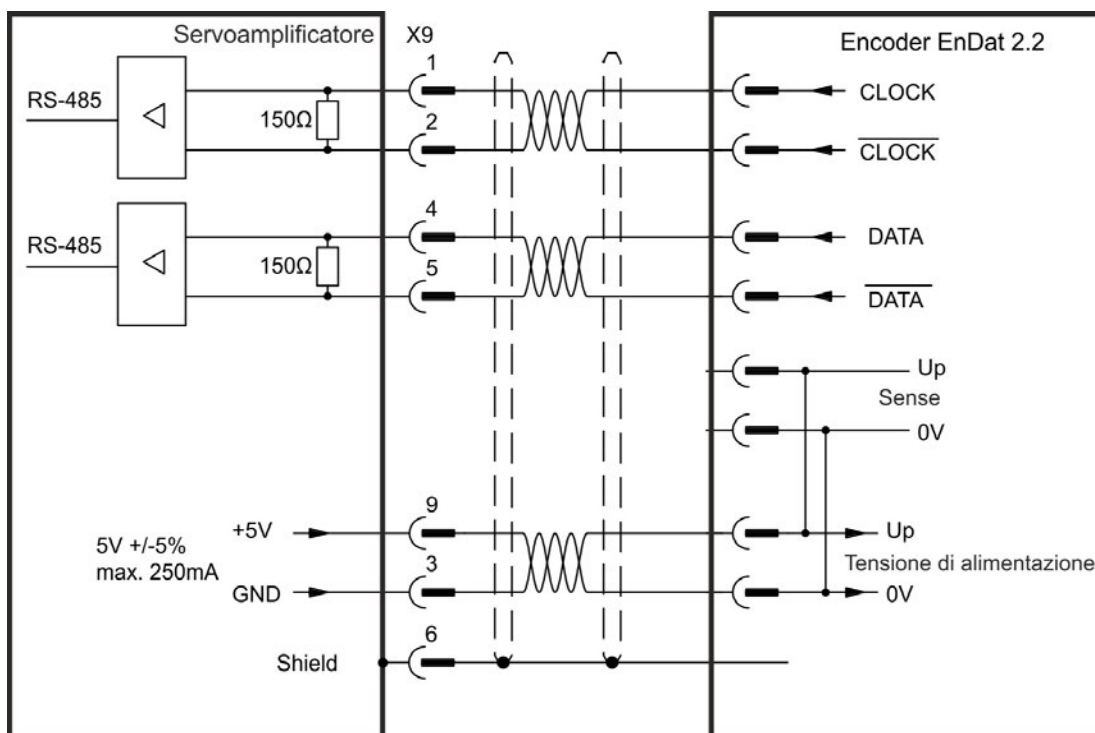 Servoamplificatore
X9
Encoder EnDat 2.2
RS-485
150Ω
1
2
CLOCK
CLOCK
RS-485
150Ω
4
5
DATA
DATA
Up
Sense
0V
5V +/-5%
max. 250mA
+5V
GND
9
3
Up
Tensione di alimentazione
0V
Shield
6